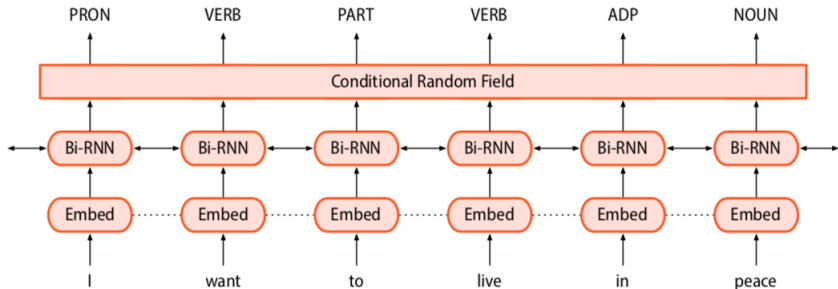 PRON VERB PART VERB ADP NOUN
Conditional Random Field
Bi-RNN Bi-RNN Bi-RNN Bi-RNN Bi-RNN Bi-RNN
Embed Embed Embed Embed Embed Embed
I want to live in peace